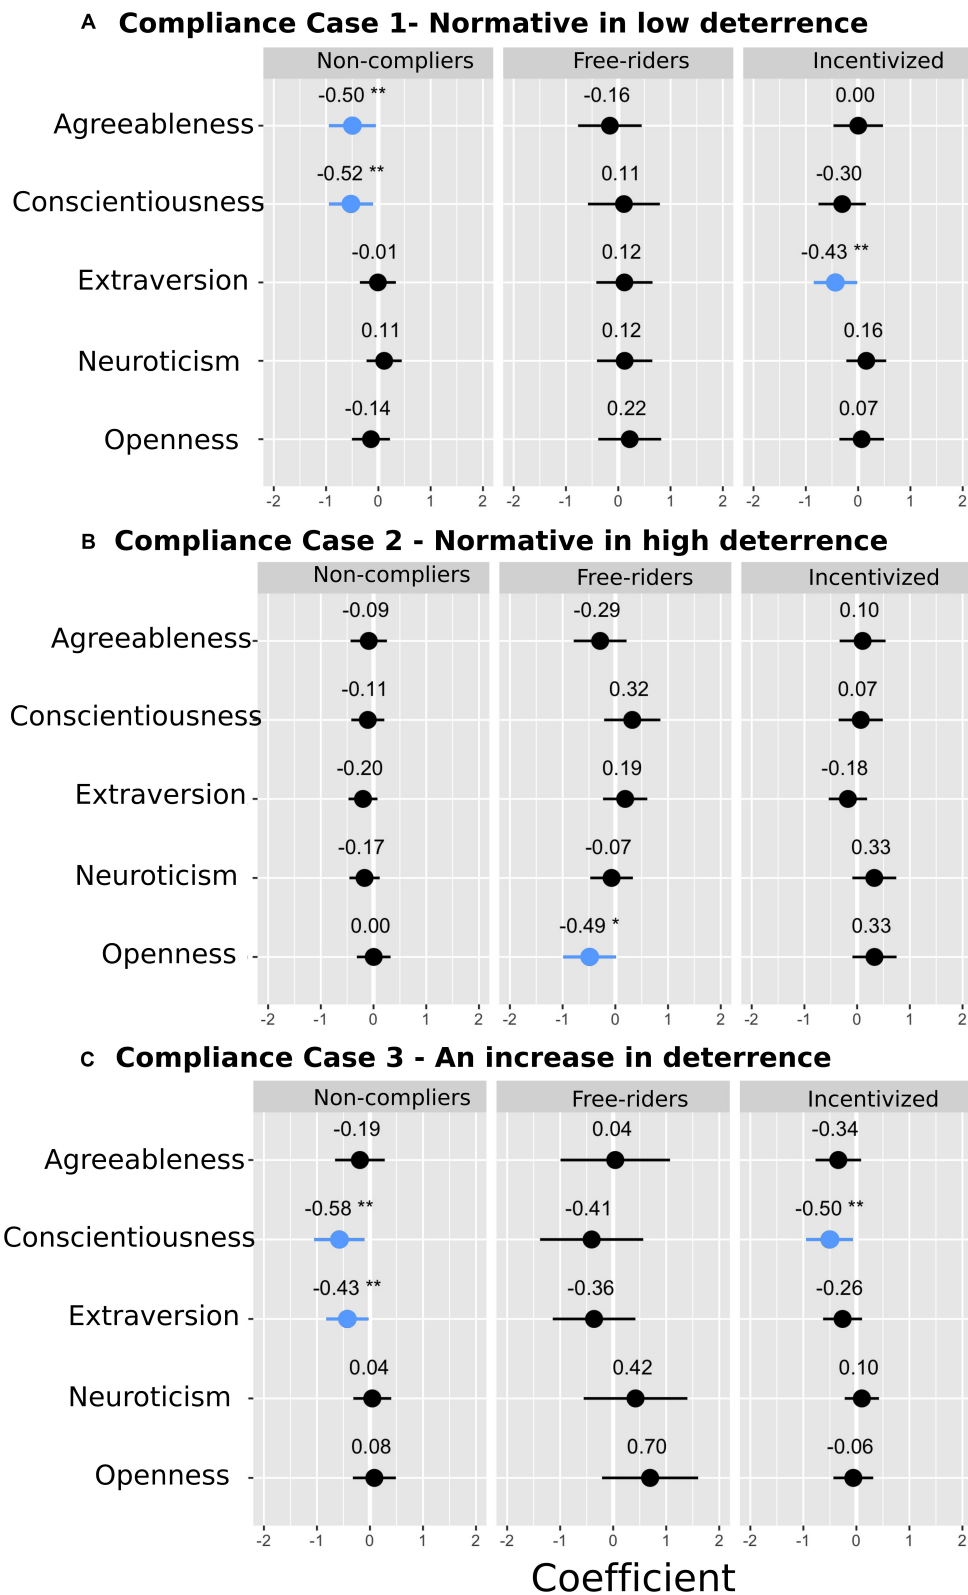 A Compliance Case 1- Normative in low deterrence
Non-compliers Free-riders Incentivized
-0.50 ** -0.16 0.00
Agreeableness
-0.52 ** 0.11 -0.30
Conscientiousness
-0.01 0.12 -0.43 **
Extraversion
0.11 0.12 0.16
Neuroticism
-0.14 0.22 0.07
Openness
-2 -1 0 1 2 -2 -1 0 1 2 -2 -1 0 1 2
B Compliance Case 2 - Normative in high deterrence
Non-compliers Free-riders Incentivized
-0.09 -0.29 0.10
Agreeableness
-0.11 0.32 0.07
Conscientiousness
-0.20 0.19 -0.18
Extraversion
-0.17 -0.07 0.33
Neuroticism
0.00 -0.49 * 0.33
Openness
-2 -1 0 1 2 -2 -1 0 1 2 -2 -1 0 1 2
C Compliance Case 3 - An increase in deterrence
Non-compliers Free-riders Incentivized
-0.19 0.04 -0.34
Agreeableness
-0.58 ** -0.41 -0.50 **
Conscientiousness
-0.43 ** -0.36 -0.26
Extraversion
0.04 0.42 0.10
Neuroticism
0.08 0.70 -0.06
Openness
-2 -1 0 1 2 -2 -1 0 1 2 -2 -1 0 1 2
Coefficient